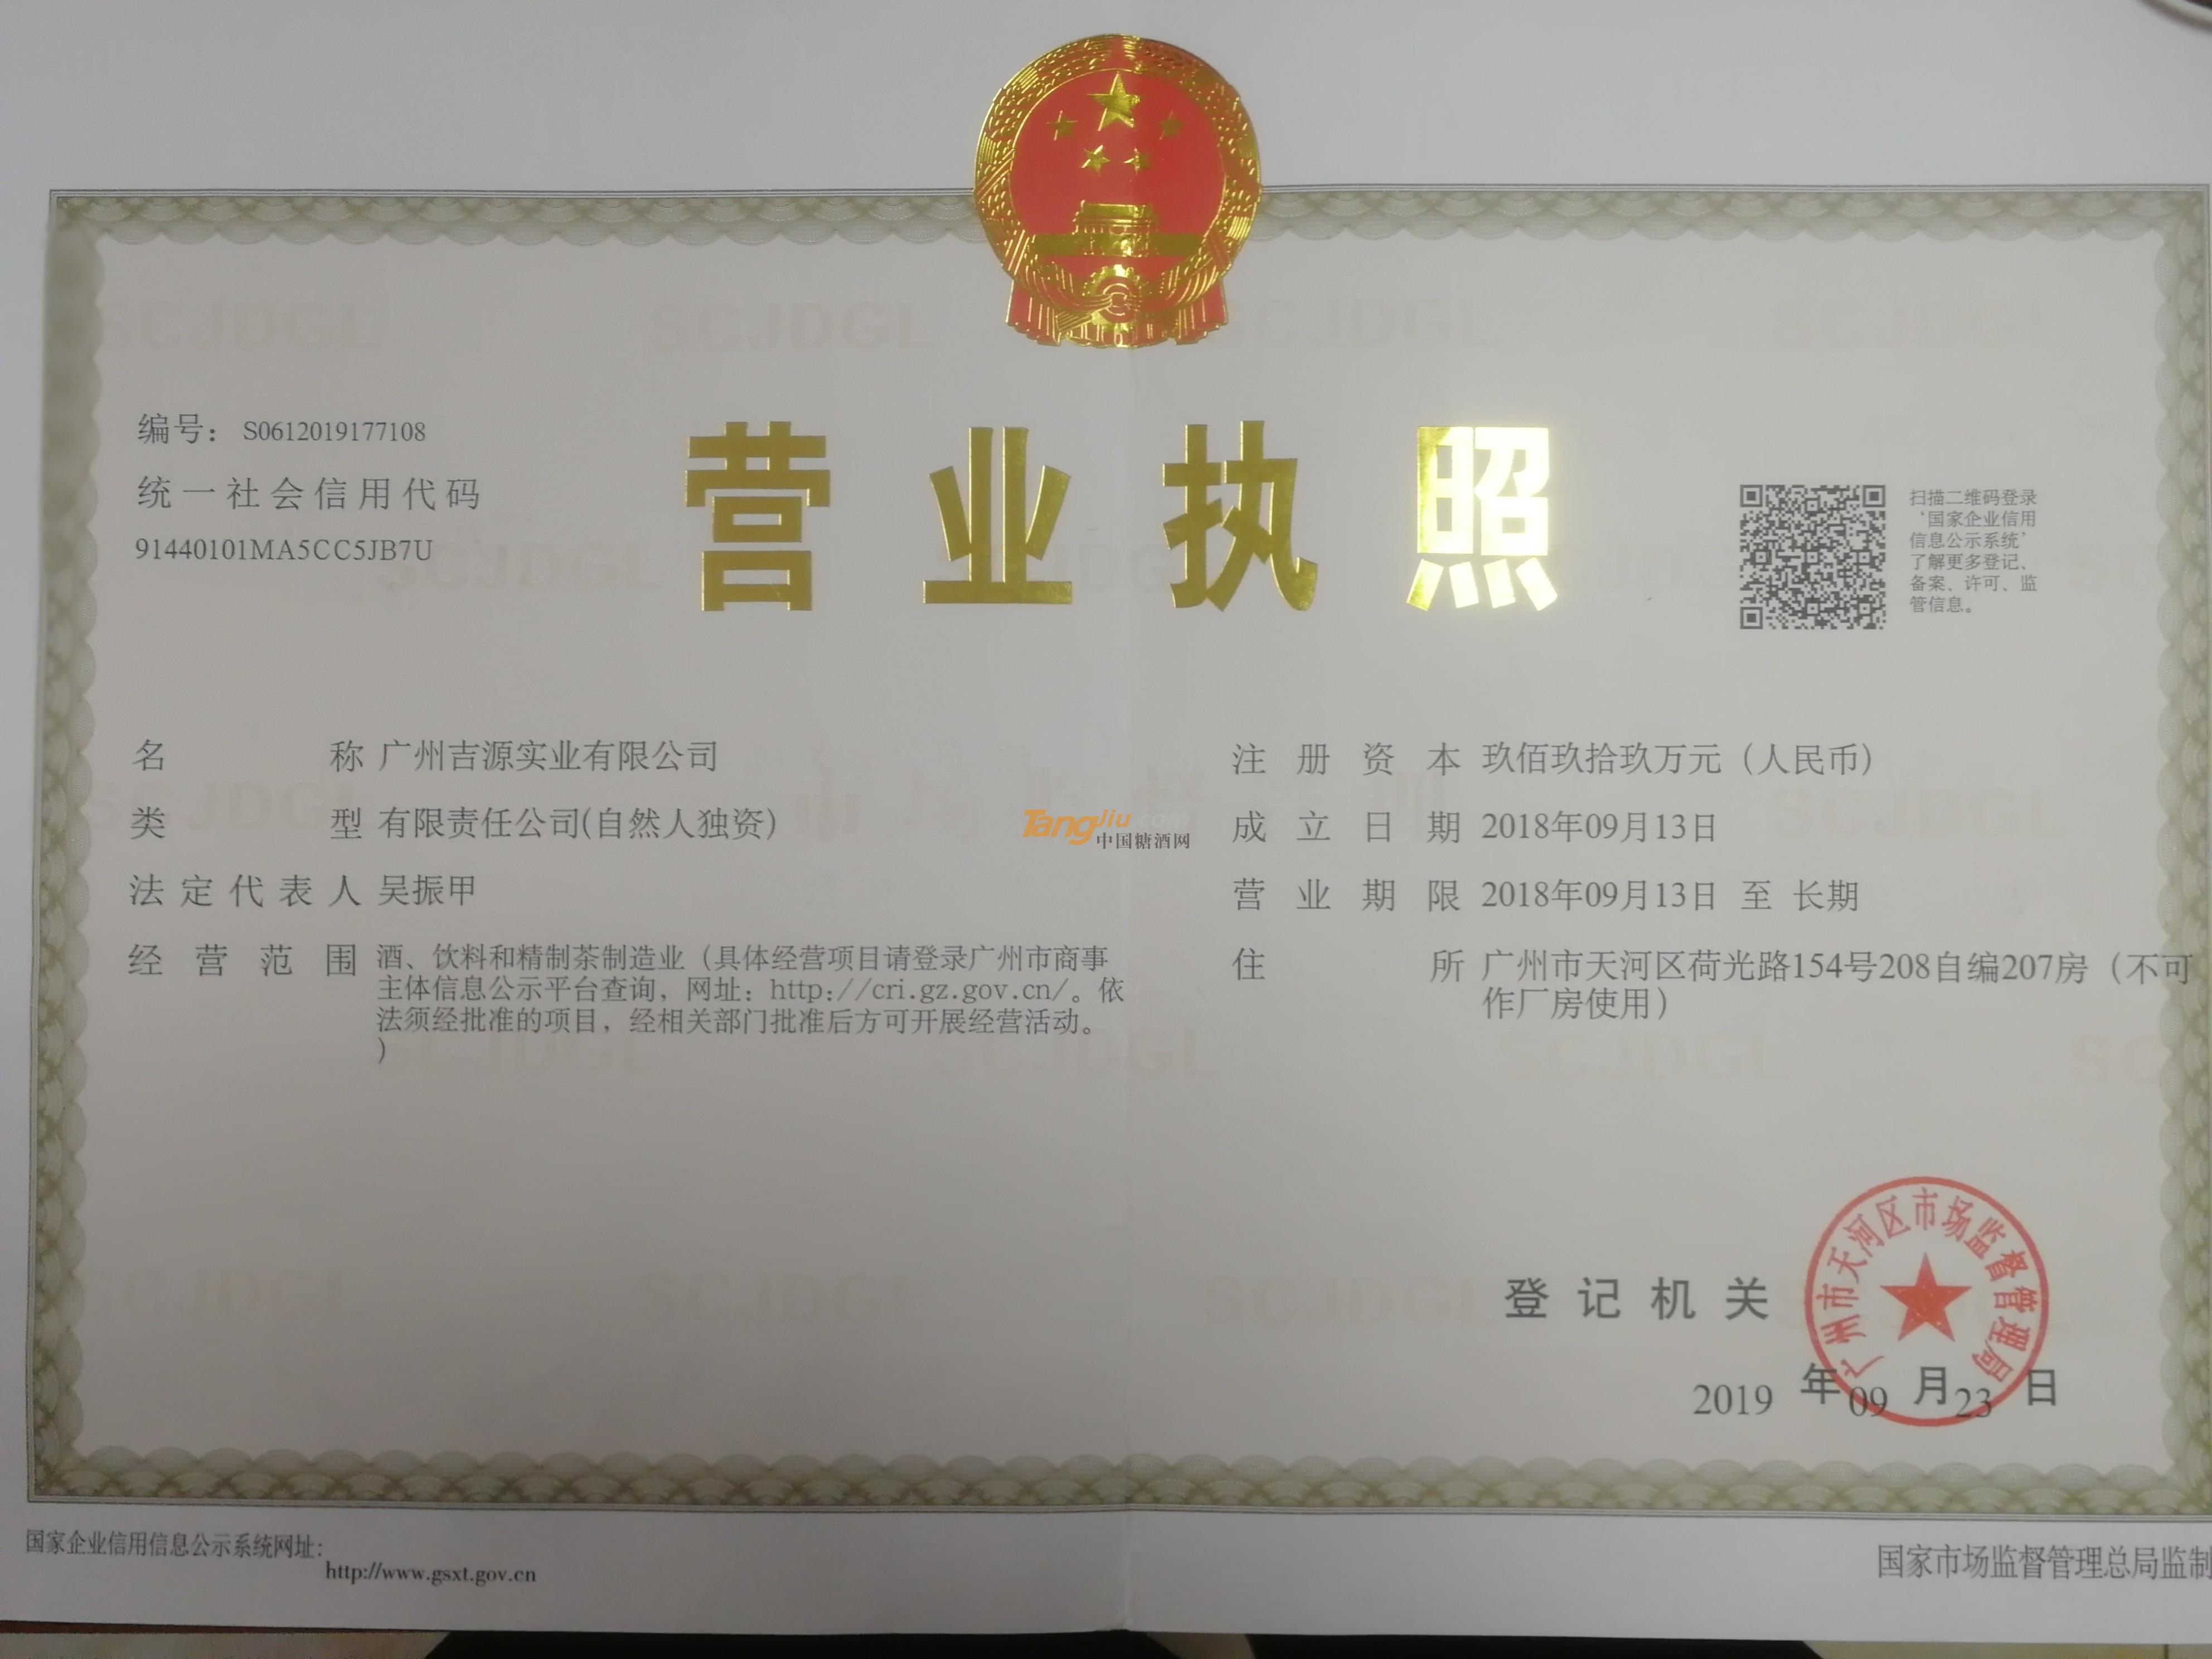 编号：S0612019177108
统一社会信用代码
91440101MA5CC5JB7U
营业执照
扫描二维码登录
‘国家企业信用
信息公示系统’
了解更多登记、
备案、许可、监
管信息。
名称 广州吉源实业有限公司
类型 有限责任公司(自然人独资)
法定代表人 吴振甲
经营范围 酒、饮料和精制茶制造业（具体经营项目请登录广州市商事
主体信息公示平台查询，网址：http://cri.gz.gov.cn/。依
法须经批准的项目，经相关部门批准后方可开展经营活动。
）
TangJiu.com
中国糖酒网
注册资本 玖佰玖拾玖万元（人民币）
成立日期 2018年09月13日
营业期限 2018年09月13日 至 长期
住所 广州市天河区荷光路154号208自编207房（不可
作厂房使用）
登记机关
广州市天河区市场监督管理局
2019年09月23日
国家企业信用信息公示系统网址：
http://www.gsxt.gov.cn
国家市场监督管理总局监制
SCJDGL